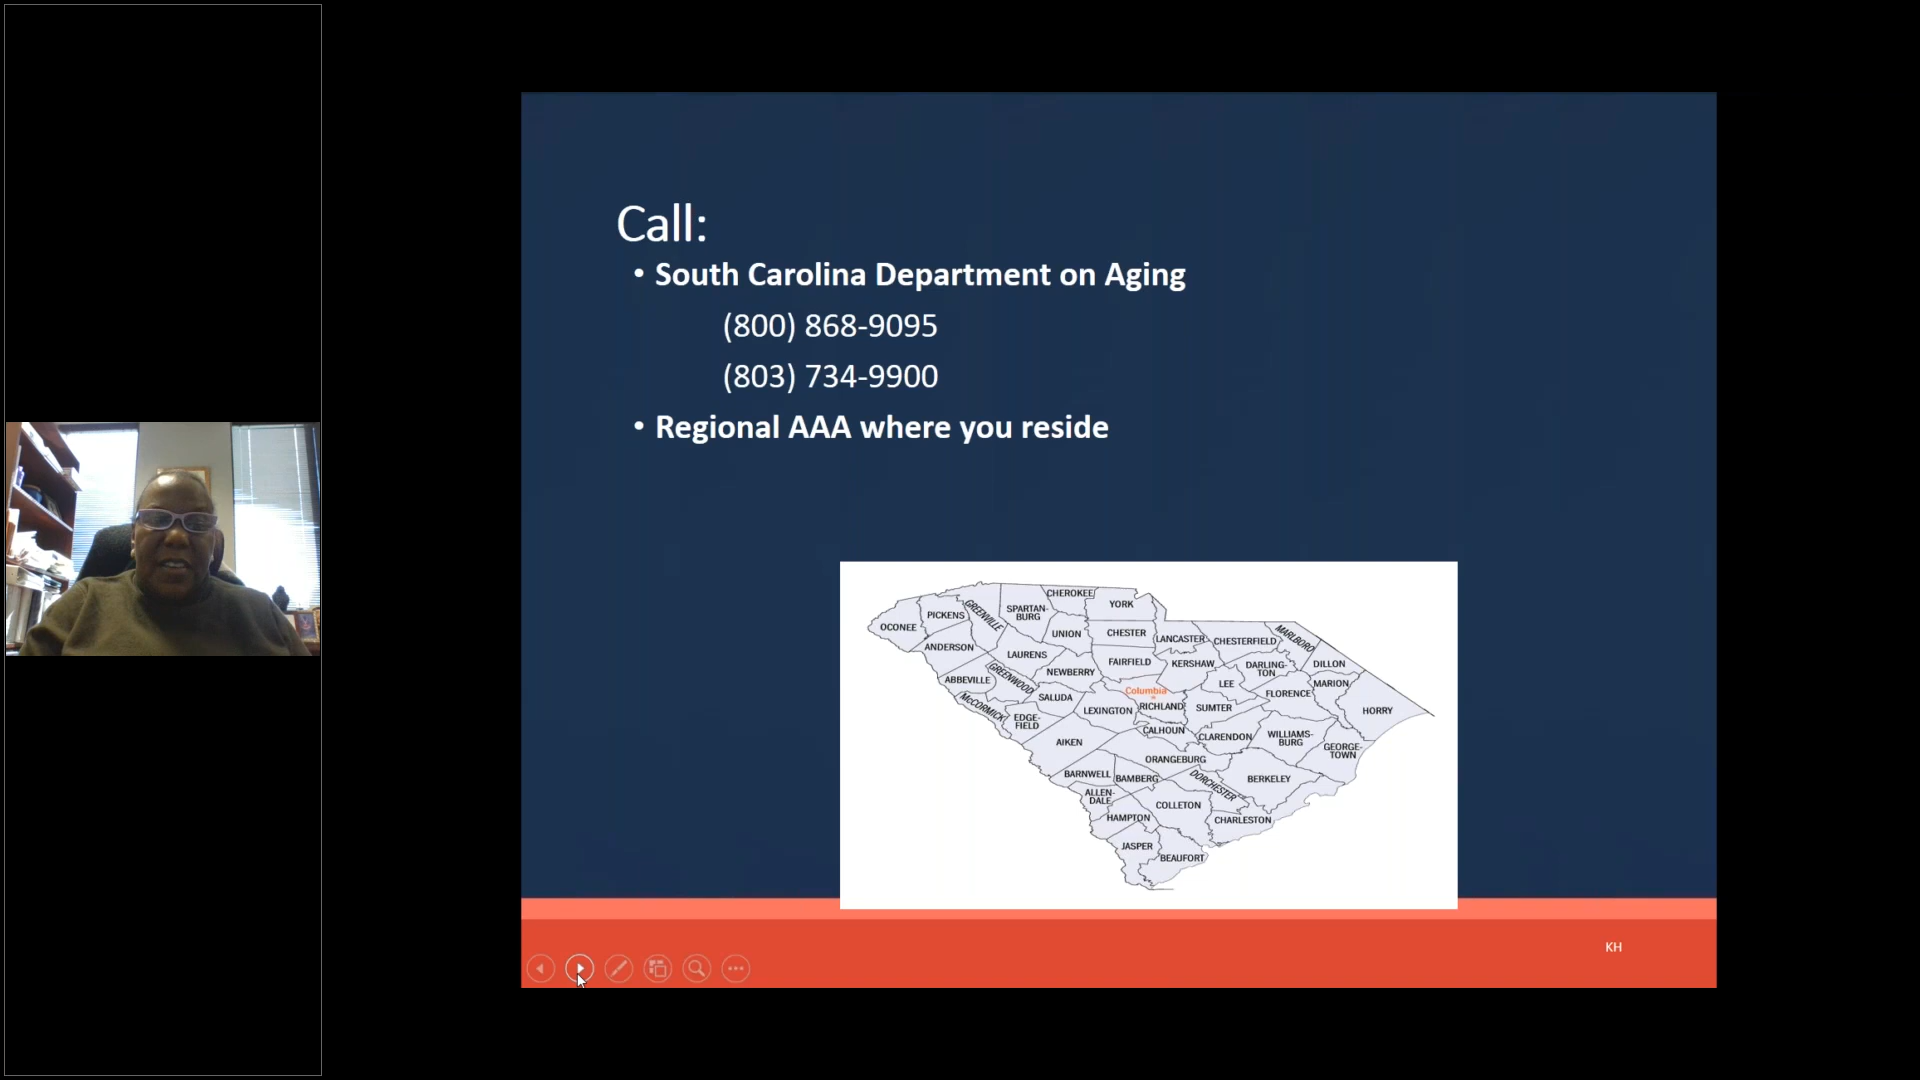 Call:
• South Carolina Department on Aging
(800) 868-9095
(803) 734-9900
• Regional AAA where you reside
CHEROKEE
YORK
SPARTAN-
BURG
GREENVILLE
PICKENS
OCONEE
UNION
CHESTER
LANCASTER
CHESTERFIELD
MARLBORO
ANDERSON
LAURENS
FAIRFIELD
KERSHAW
DARLING-
TON
DILLON
ABBEVILLE
GREENWOOD
NEWBERRY
LEE
MARION
FLORENCE
Columbia
SALUDA
McCORMICK
LEXINGTON
RICHLAND
SUMTER
HORRY
EDGE-
FIELD
CALHOUN
CLARENDON
WILLIAMS-
BURG
GEORGE-
TOWN
AIKEN
ORANGEBURG
BARNWELL
BAMBERG
DORCHESTER
BERKELEY
ALLEN-
DALE
COLLETON
HAMPTON
CHARLESTON
JASPER
BEAUFORT
KH